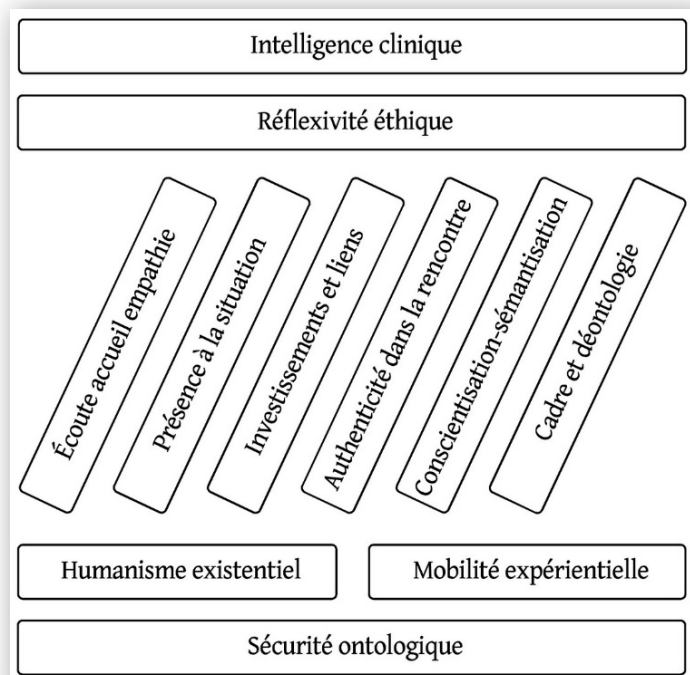 Intelligence clinique
Réflexivité éthique
Écoute accueil empathie
Présence à la situation
Investissements et liens
Authenticité dans la rencontre
Conscientisation-sémantisation
Cadre et déontologie
Humanisme existentiel
Mobilité expérientielle
Sécurité ontologique